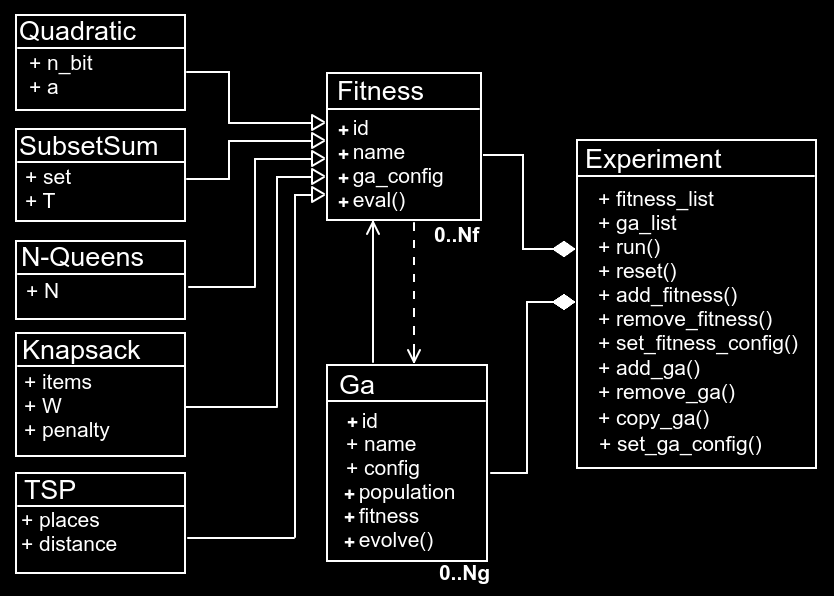 Quadratic
+ n_bit
+ a
SubsetSum
+ set
+ T
N-Queens
+ N
Knapsack
+ items
+ W
+ penalty
TSP
+ places
+ distance
Fitness
+ id
+ name
+ ga_config
+ eval()
0..Nf
Ga
+ id
+ name
+ config
+ population
+ fitness
+ evolve()
0..Ng
Experiment
+ fitness_list
+ ga_list
+ run()
+ reset()
+ add_fitness()
+ remove_fitness()
+ set_fitness_config()
+ add_ga()
+ remove_ga()
+ copy_ga()
+ set_ga_config()